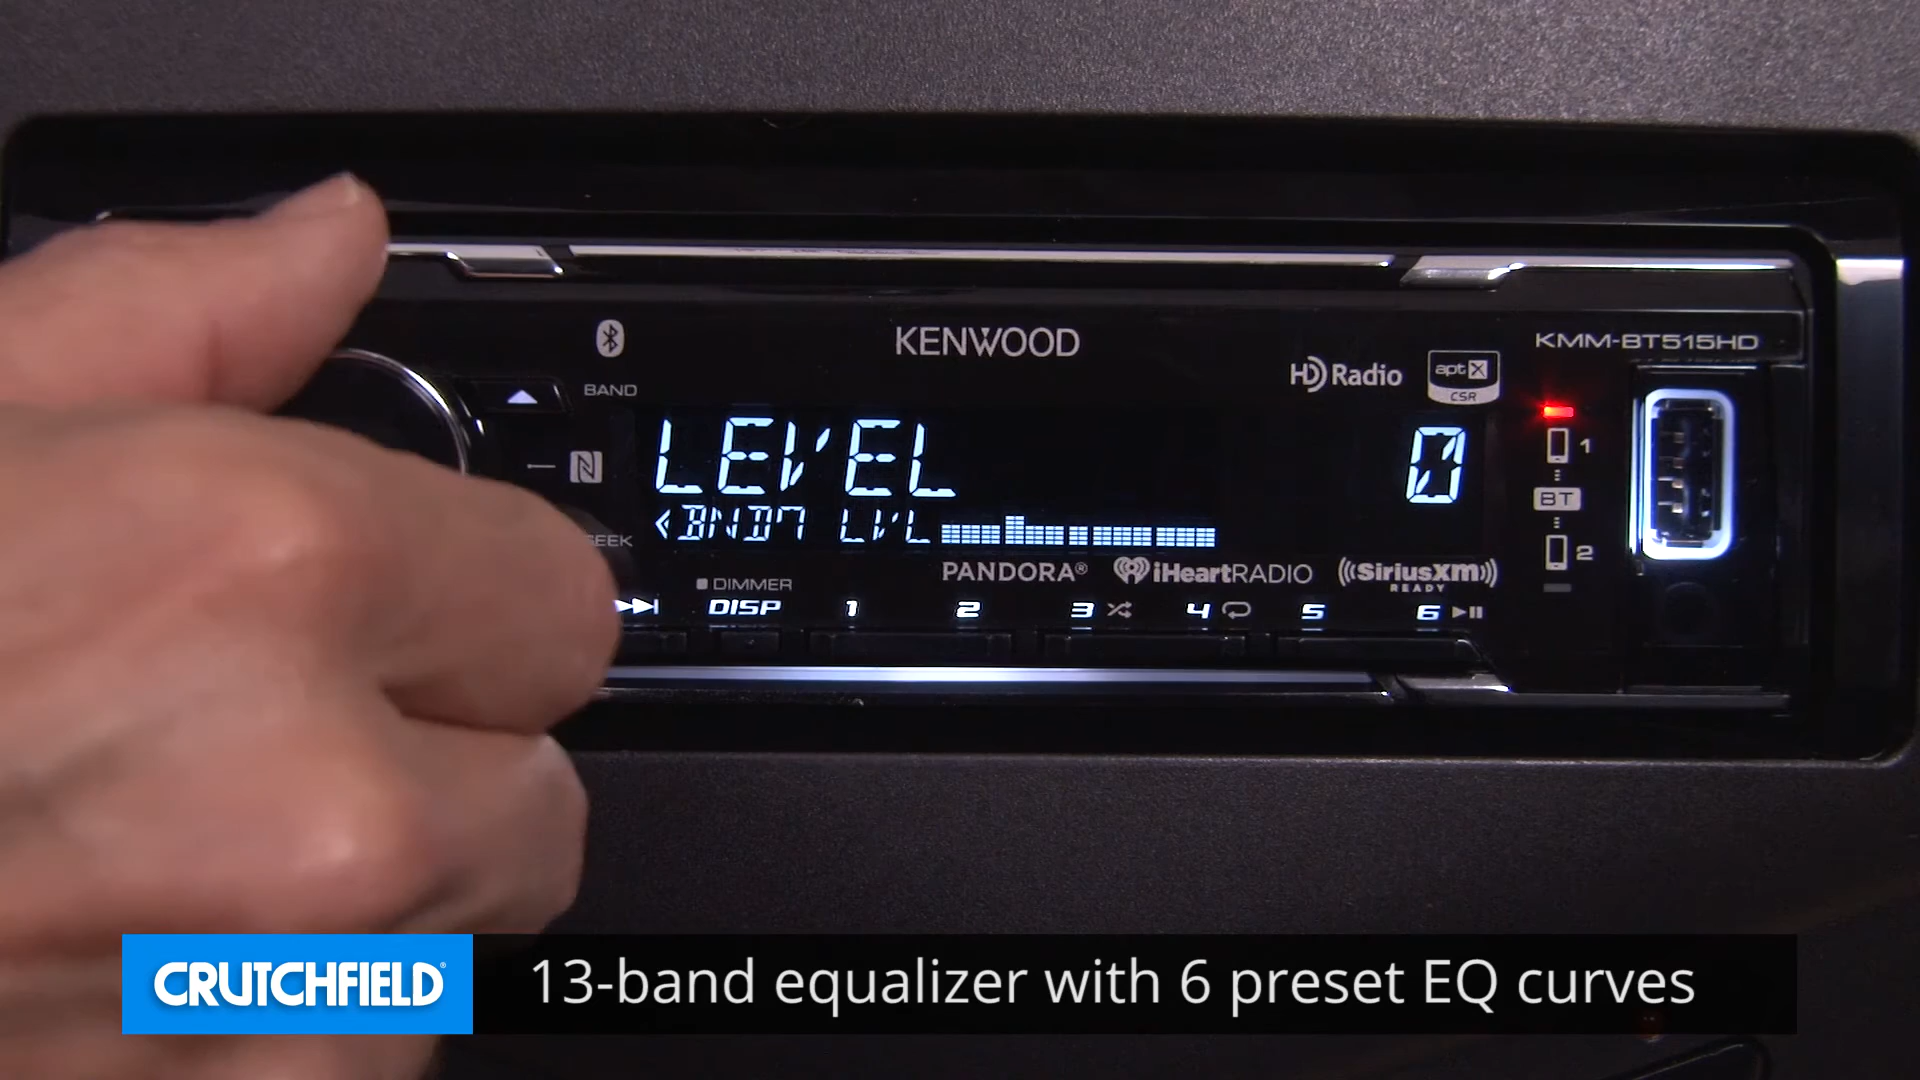 KENWOOD
KMM-BT515HD
HD Radio
aptX
CSR
BAND
LEVEL 0
1
<BND7 LVL
BT
SEEK
2
PANDORA® iHeartRADIO SiriusXM
READY
DIMMER
DISP 1 2 3 4 5 6
CRUTCHFIELD® 13-band equalizer with 6 preset EQ curves